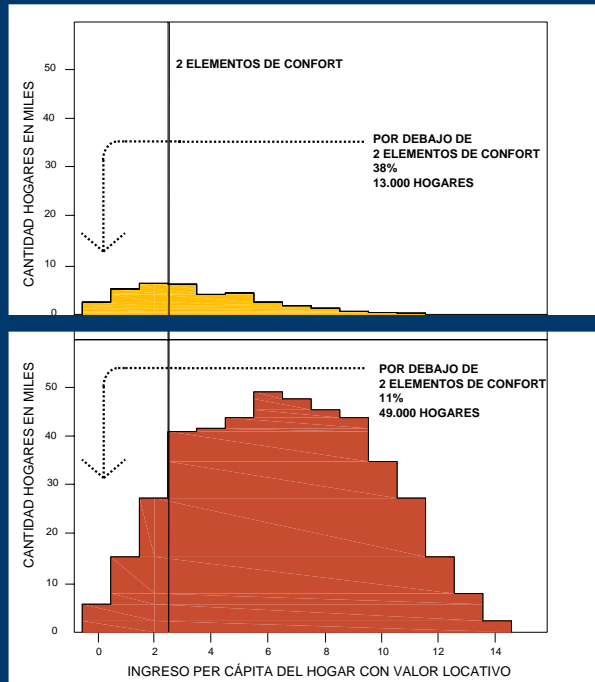 50
40
30
20
10
0
CANTIDAD HOGARES EN MILES
2 ELEMENTOS DE CONFORT
POR DEBAJO DE
2 ELEMENTOS DE CONFORT
38%
13.000 HOGARES
50
40
30
20
10
0
CANTIDAD HOGARES EN MILES
POR DEBAJO DE
2 ELEMENTOS DE CONFORT
11%
49.000 HOGARES
0 2 4 6 8 10 12 14
INGRESO PER CÁPITA DEL HOGAR CON VALOR LOCATIVO